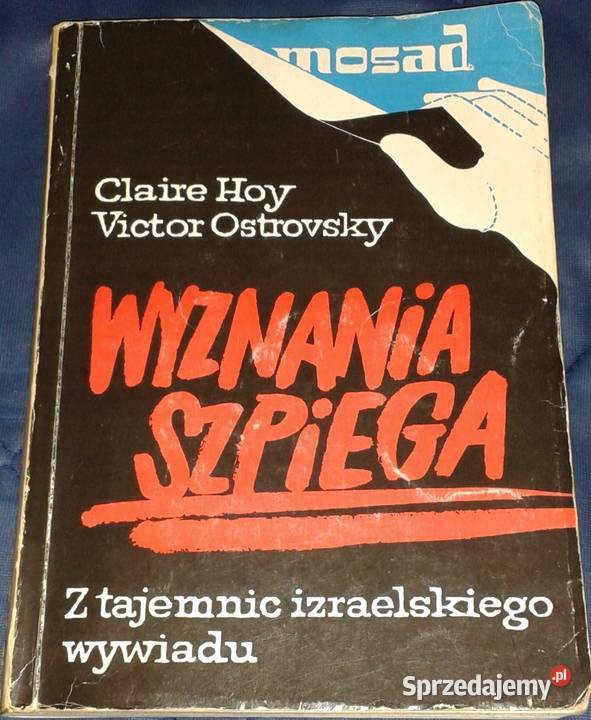 mosad
Claire Hoy
Victor Ostrovsky
WYZNANiA
SZPiEGA
Z tajemnic izraelskiego
wywiadu
Sprzedajemy.pl